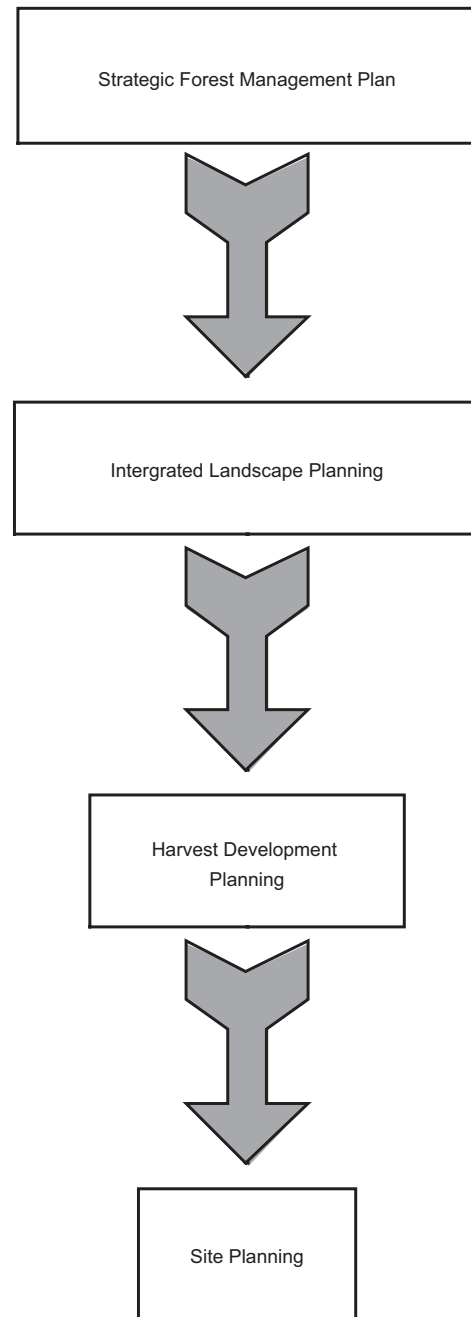 Strategic Forest Management Plan
Intergrated Landscape Planning
Harvest Development
Planning
Site Planning